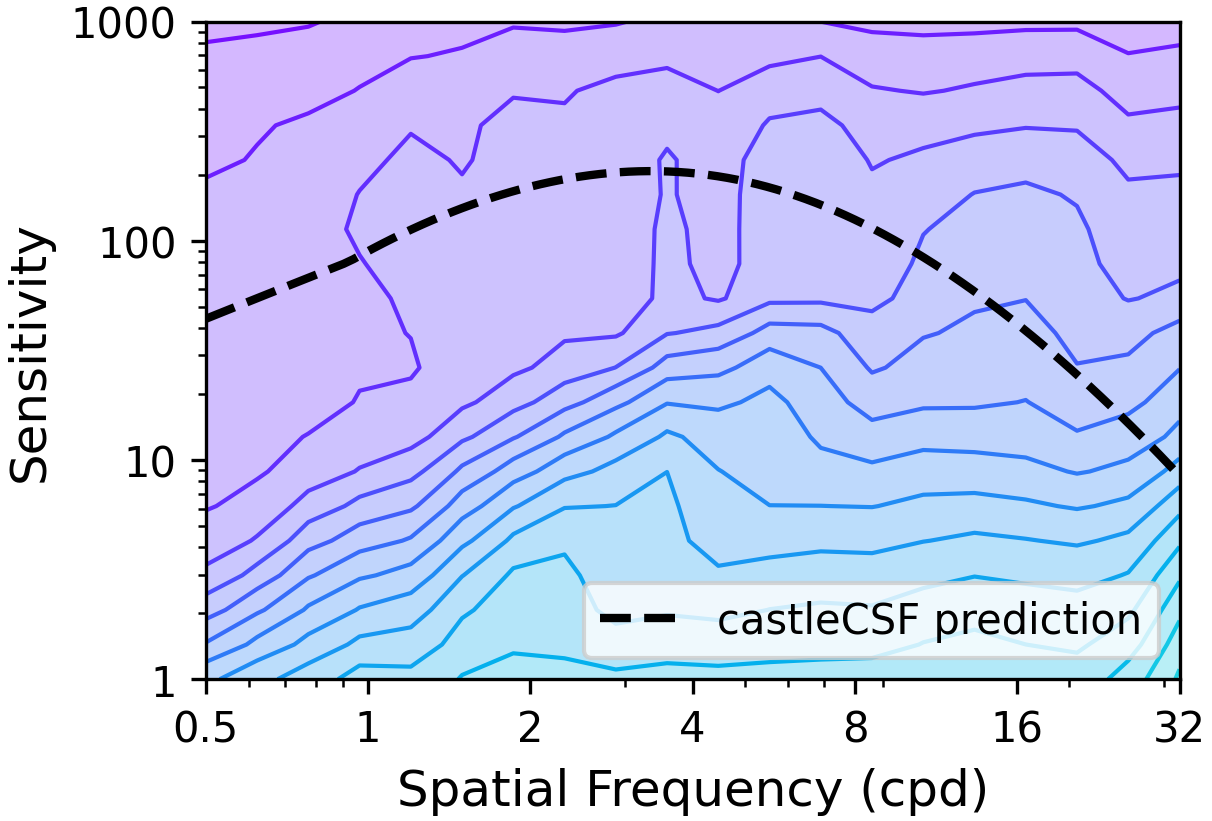 1000
100
10
1
Sensitivity
castleCSF prediction
0.5 1 2 4 8 16 32
Spatial Frequency (cpd)